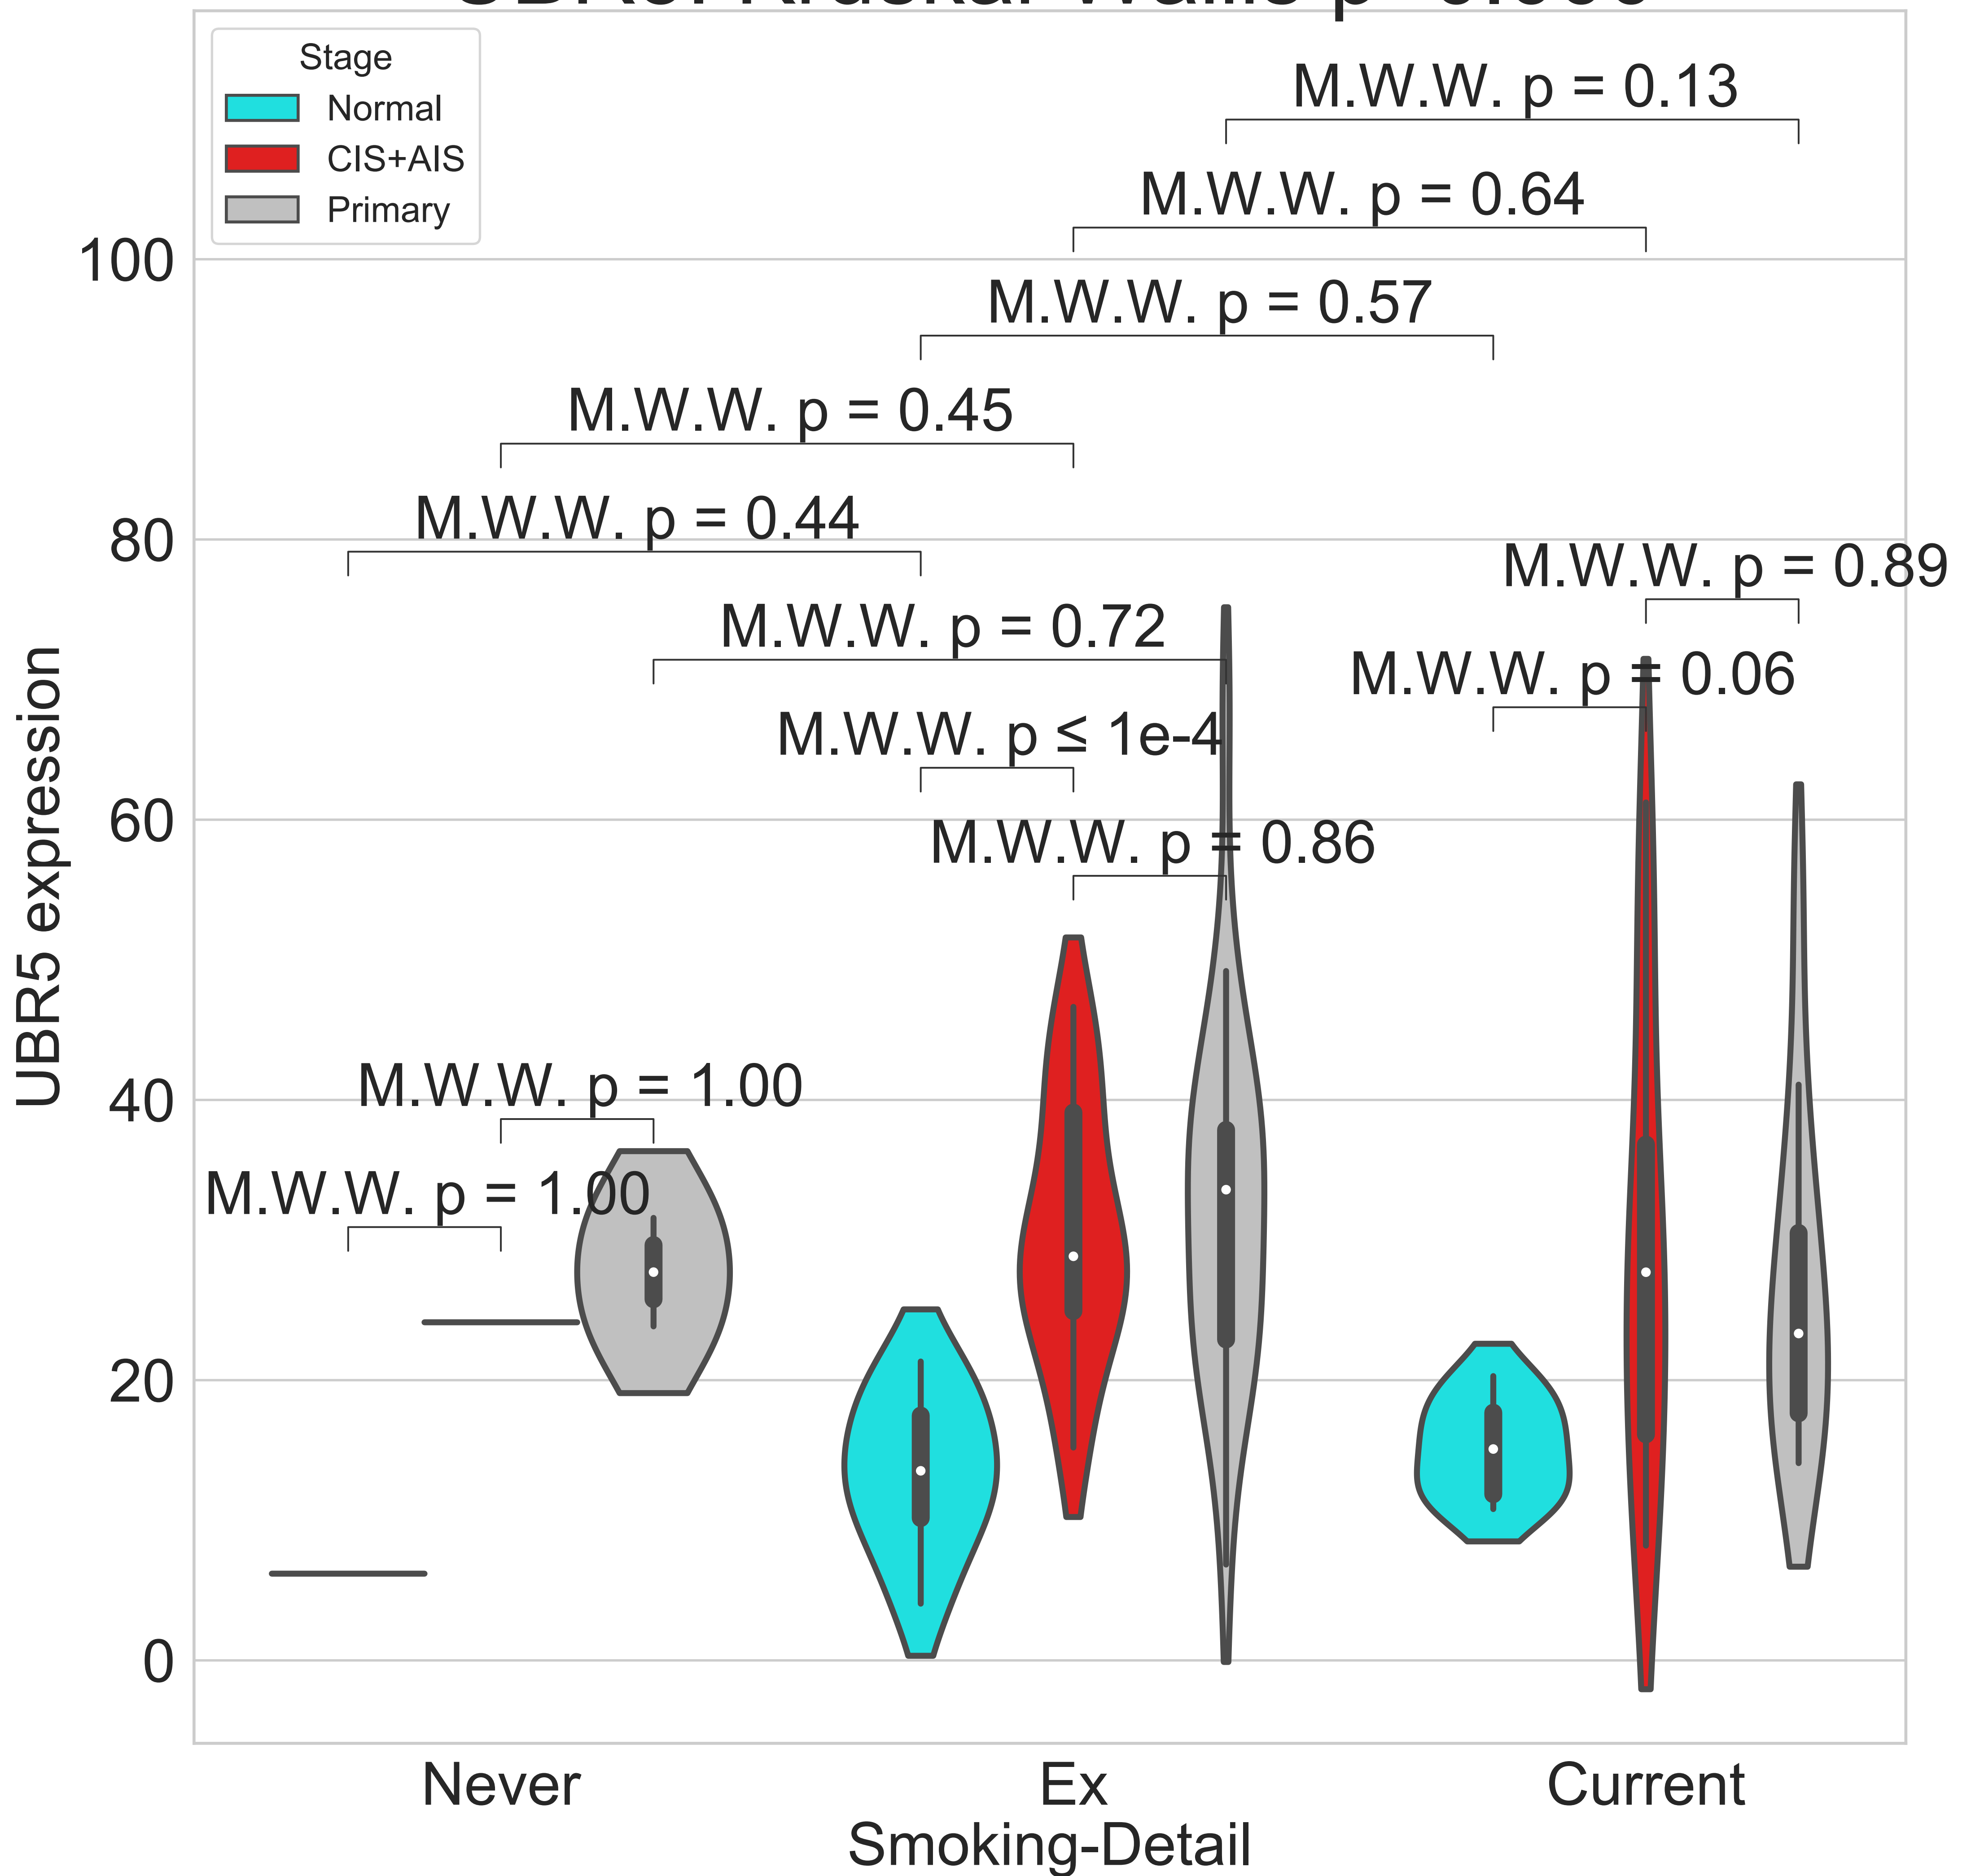 Stage
Normal
CIS+AIS
Primary
M.W.W. p = 0.13
M.W.W. p = 0.64
M.W.W. p = 0.57
M.W.W. p = 0.45
M.W.W. p = 0.44
M.W.W. p = 0.89
M.W.W. p = 0.72
M.W.W. p = 0.06
M.W.W. p ≤ 1e-4
M.W.W. p = 0.86
M.W.W. p = 1.00
M.W.W. p = 1.00
100
80
60
40
20
0
UBR5 expression
Never
Ex
Current
Smoking-Detail